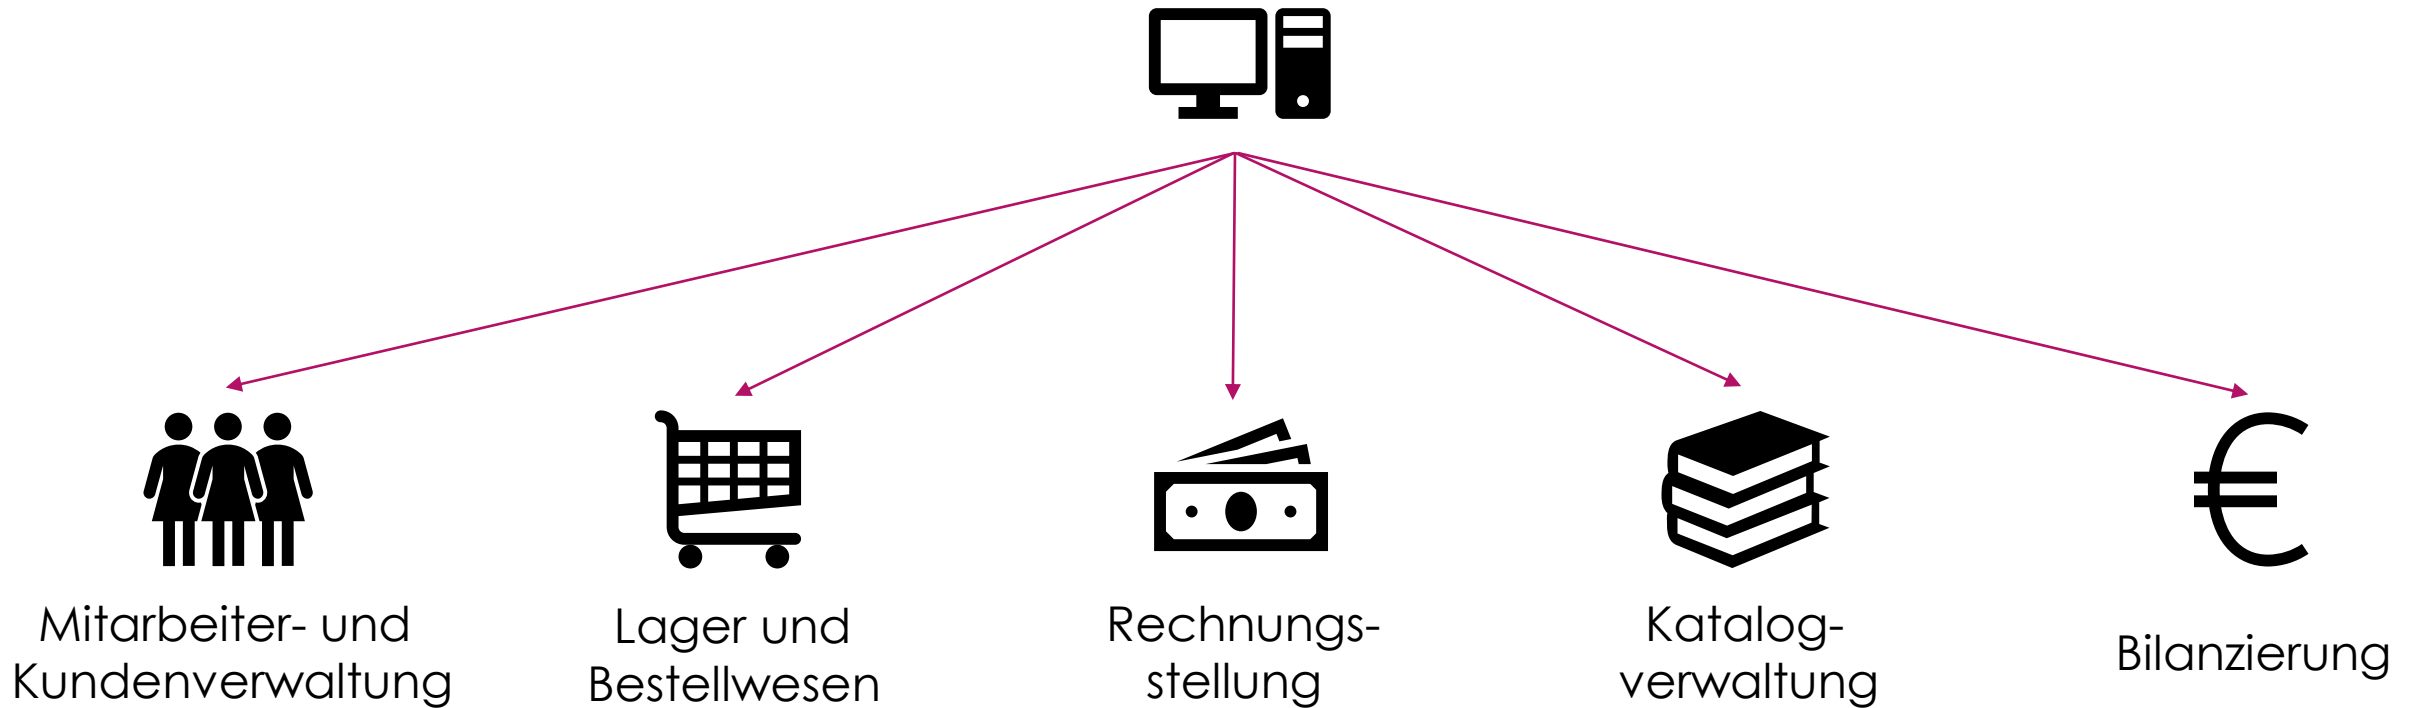 Mitarbeiter- und
Kundenverwaltung
Lager und
Bestellwesen
Rechnungs-
stellung
Katalog-
verwaltung
Bilanzierung